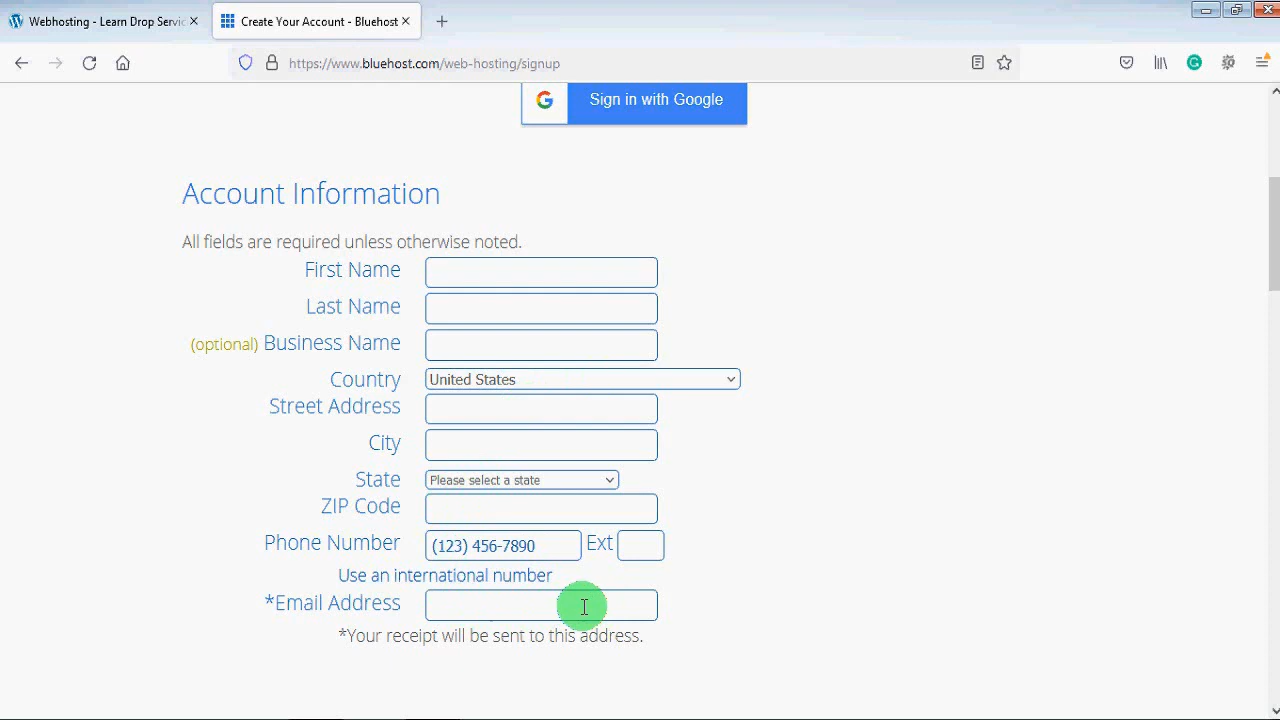 Webhosting - Learn Drop Servic
Create Your Account - Bluehost
https://www.bluehost.com/web-hosting/signup
G Sign in with Google
Account Information
All fields are required unless otherwise noted.
First Name
Last Name
(optional) Business Name
Country United States
Street Address
City
State Please select a state
ZIP Code
Phone Number (123) 456-7890 Ext
Use an international number
*Email Address
*Your receipt will be sent to this address.